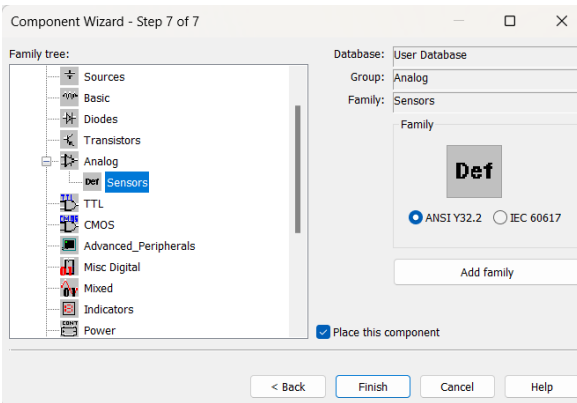 Component Wizard - Step 7 of 7
Family tree:
Sources
Basic
Diodes
Transistors
Analog
Def Sensors
TTL
CMOS
Advanced_Peripherals
Misc Digital
Mixed
Indicators
Power
Database: User Database
Group: Analog
Family: Sensors
Family
Def
ANSI Y32.2 IEC 60617
Add family
Place this component
< Back Finish Cancel Help